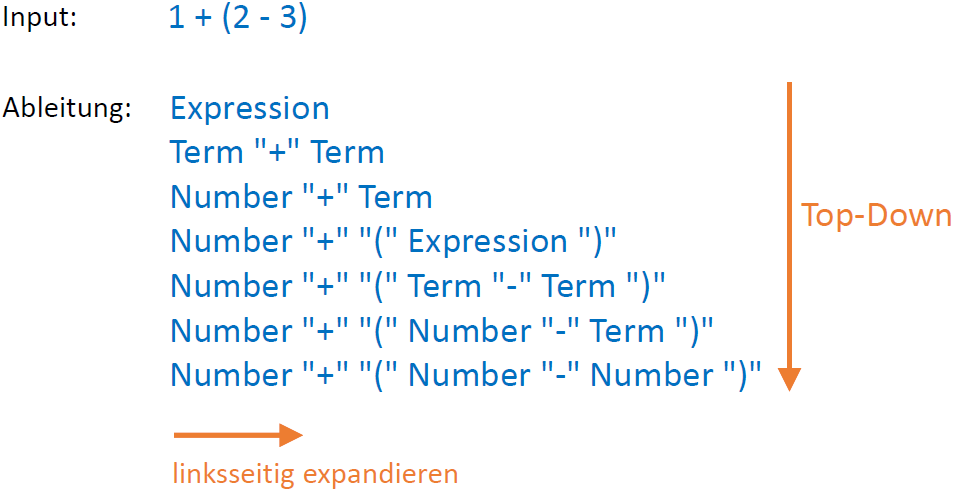 Input: 1 + (2 - 3)
Ableitung: Expression
Term "+" Term
Number "+" Term
Number "+" "(" Expression ")"
Number "+" "(" Term "-" Term ")"
Number "+" "(" Number "-" Term ")"
Number "+" "(" Number "-" Number ")"
Top-Down
linksseitig expandieren